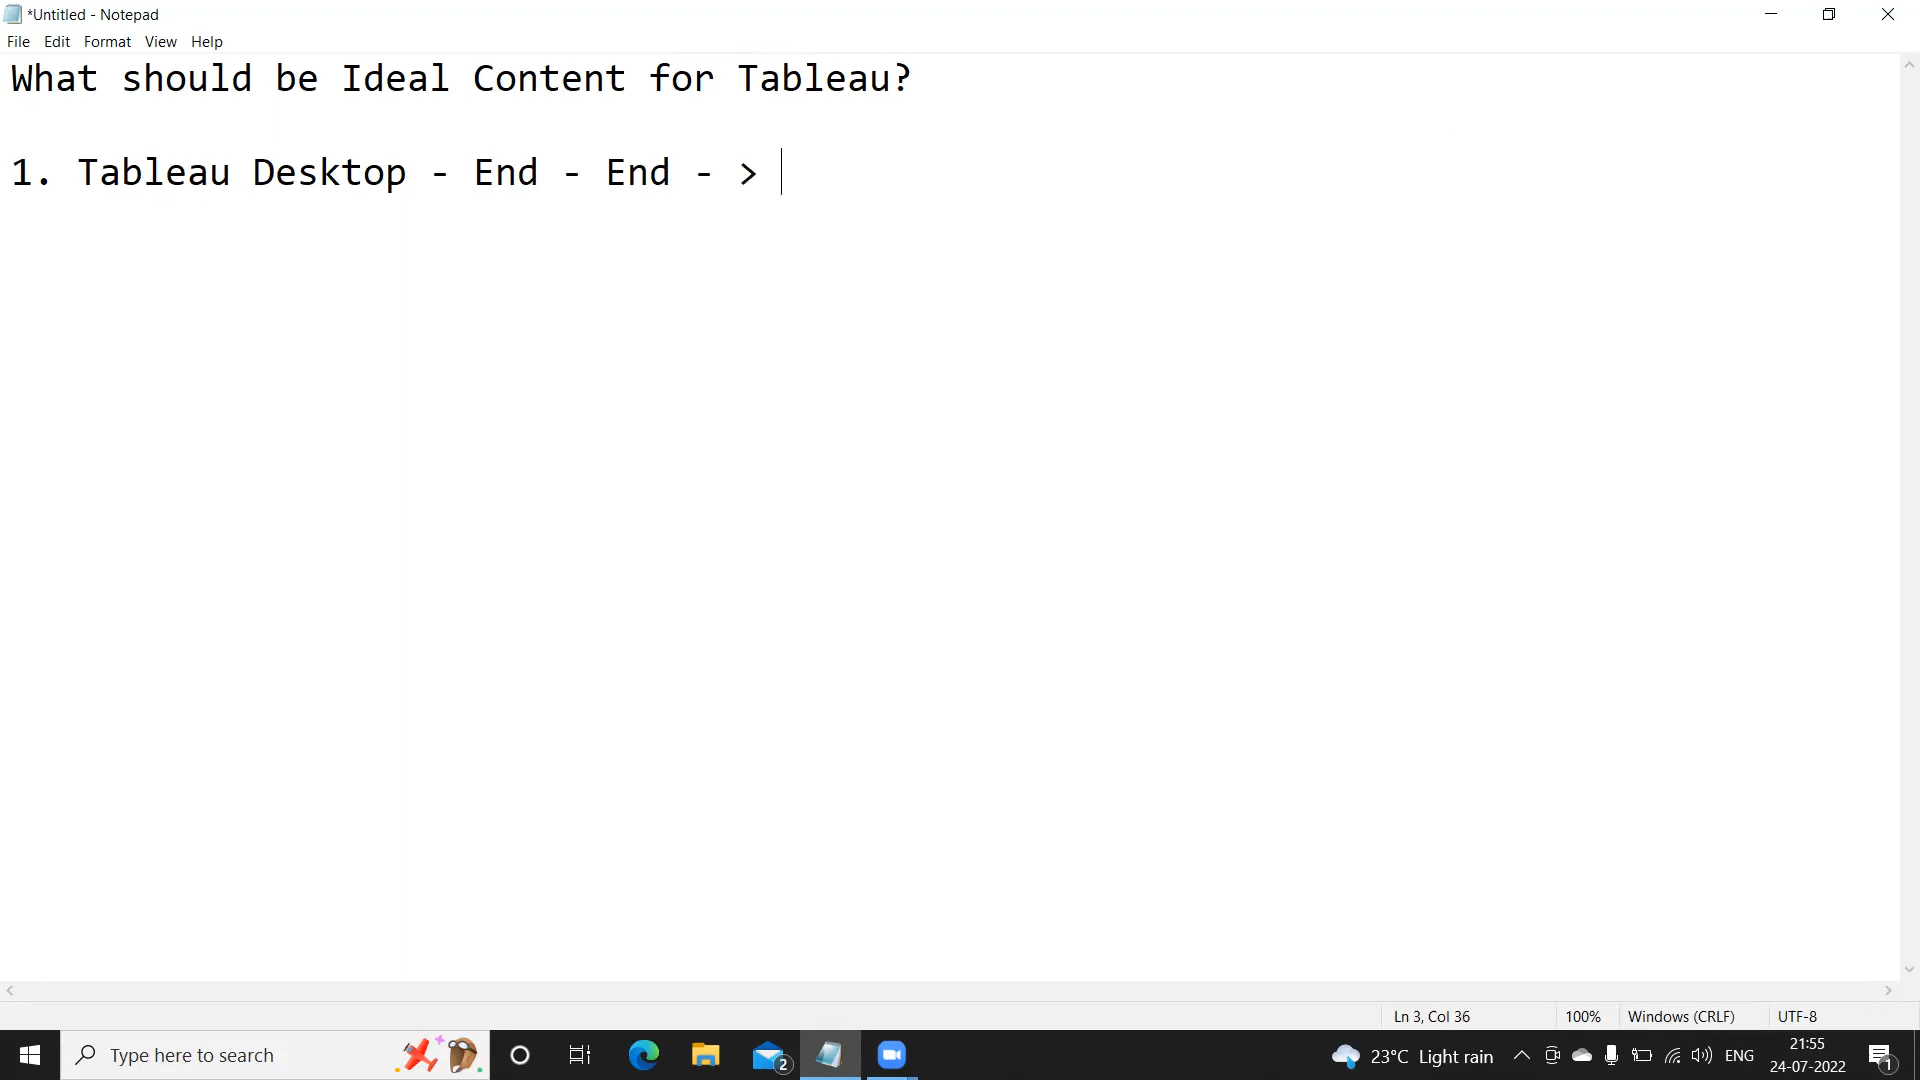 *Untitled - Notepad
File Edit Format View Help
What should be Ideal Content for Tableau?
1. Tableau Desktop - End - End - >
Ln 3, Col 36 100% Windows (CRLF) UTF-8
Type here to search
2
23°C Light rain
ENG
21:55
24-07-2022
1